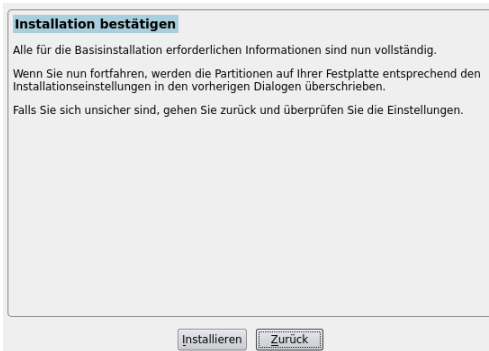 Installation bestätigen
Alle für die Basisinstallation erforderlichen Informationen sind nun vollständig.
Wenn Sie nun fortfahren, werden die Partitionen auf Ihrer Festplatte entsprechend den
Installationseinstellungen in den vorherigen Dialogen überschrieben.
Falls Sie sich unsicher sind, gehen Sie zurück und überprüfen Sie die Einstellungen.
Installieren
Zurück